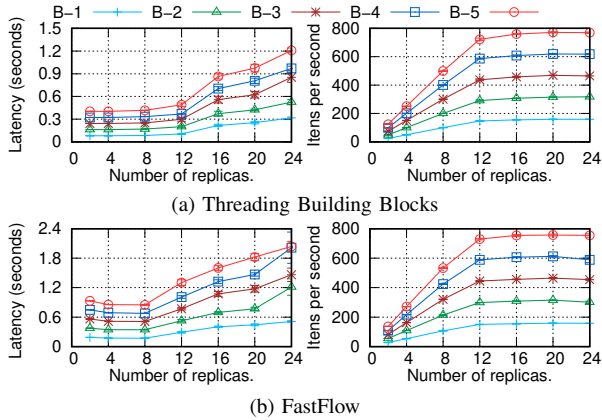 B-1 B-2 B-3 B-4 B-5
Latency (seconds)
1.5
1.2
0.9
0.6
0.3
0
0 4 8 12 16 20 24
Number of replicas.
Itens per second
800
600
400
200
0
0 4 8 12 16 20 24
Number of replicas.
(a) Threading Building Blocks
Latency (seconds)
2.4
1.8
1.2
0.6
0
0 4 8 12 16 20 24
Number of replicas.
Itens per second
800
600
400
200
0
0 4 8 12 16 20 24
Number of replicas.
(b) FastFlow